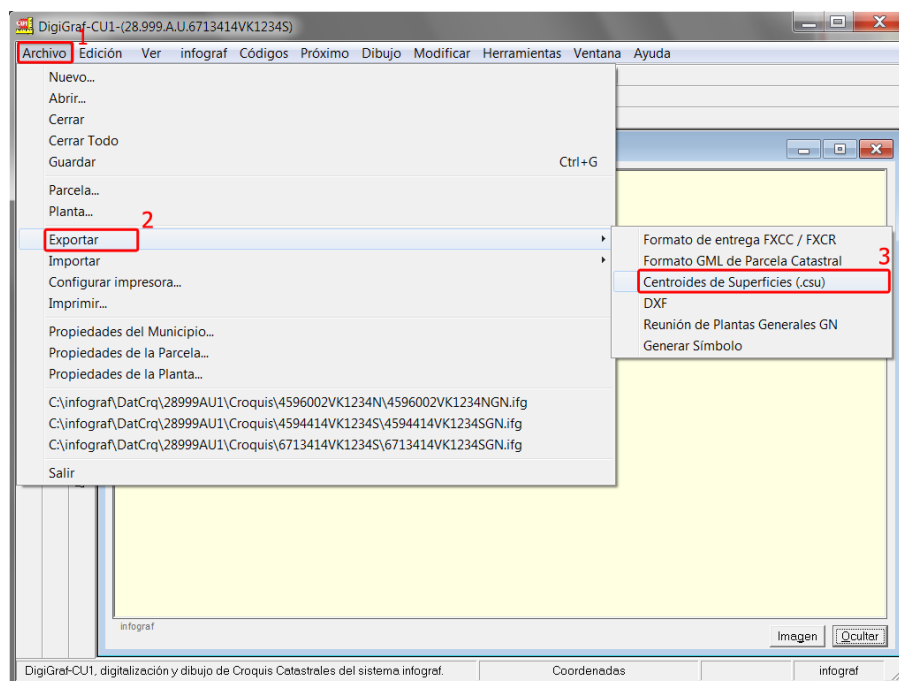 DigiGraf-CU1-(28.999.A.U.6713414VK1234S)
1
Archivo Edición Ver infograf Códigos Próximo Dibujo Modificar Herramientas Ventana Ayuda
Nuevo...
Abrir...
Cerrar
Cerrar Todo
Guardar Ctrl+G
Parcela...
Planta...
2
Exportar
Importar
Configurar impresora...
Imprimir...
Propiedades del Municipio...
Propiedades de la Parcela...
Propiedades de la Planta...
C:\infograf\DatCrq\28999AU1\Croquis\4596002VK1234N\4596002VK1234NGN.ifg
C:\infograf\DatCrq\28999AU1\Croquis\4594414VK1234S\4594414VK1234SGN.ifg
C:\infograf\DatCrq\28999AU1\Croquis\6713414VK1234S\6713414VK1234SGN.ifg
Salir
Formato de entrega FXCC / FXCR
3
Formato GML de Parcela Catastral
Centroides de Superficies (.csu)
DXF
Reunión de Plantas Generales GN
Generar Símbolo
infograf
Imagen Ocultar
DigiGraf-CU1, digitalización y dibujo de Croquis Catastrales del sistema infograf. Coordenadas infograf